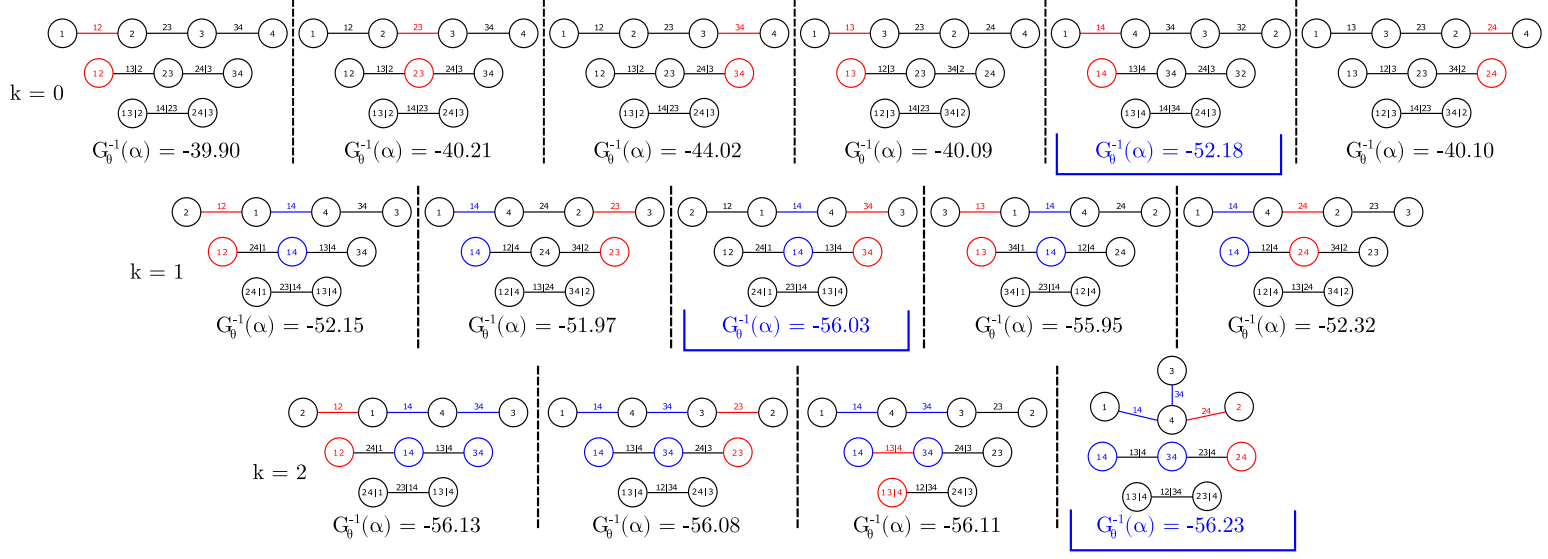 12 23 34 12 23 34 12 23 34 13 23 24 14 34 32 13 23 24
1 2 3 4 1 2 3 4 1 2 3 4 1 3 2 4 1 4 3 2 1 3 2 4
13|2 24|3 13|2 24|3 13|2 24|3 12|3 34|2 13|4 24|3 12|3 34|2
12 23 34 12 23 34 12 23 34 13 23 24 14 34 32 13 23 24
k = 0
14|23 14|23 14|23 14|23 14|34 14|23
13|2 24|3 13|2 24|3 13|2 24|3 12|3 34|2 13|4 24|3 12|3 34|2
G_θ^-1(α) = -39.90 G_θ^-1(α) = -40.21 G_θ^-1(α) = -44.02 G_θ^-1(α) = -40.09 G_θ^-1(α) = -52.18 G_θ^-1(α) = -40.10
12 14 34 14 24 23 12 14 34 13 14 24 14 24 23
2 1 4 3 1 4 2 3 2 1 4 3 3 1 4 2 1 4 2 3
24|1 13|4 12|4 34|2 24|1 13|4 34|1 12|4 12|4 34|2
12 14 34 14 24 23 12 14 34 13 14 24 14 24 23
k = 1
23|14 13|24 23|14 23|14 13|24
24|1 13|4 12|4 34|2 24|1 13|4 34|1 12|4 12|4 34|2
G_θ^-1(α) = -52.15 G_θ^-1(α) = -51.97 G_θ^-1(α) = -56.03 G_θ^-1(α) = -55.95 G_θ^-1(α) = -52.32
3
34
12 14 34 14 34 23 14 34 23 14 24
2 1 4 3 1 4 3 2 1 4 3 2 1 4 2
24|1 13|4 13|4 24|3 13|4 24|3 13|4 23|4
12 14 34 14 34 23 14 34 23 14 34 24
k = 2
23|14 12|34 12|34 12|34
24|1 13|4 13|4 24|3 13|4 24|3 13|4 23|4
G_θ^-1(α) = -56.13 G_θ^-1(α) = -56.08 G_θ^-1(α) = -56.11 G_θ^-1(α) = -56.23